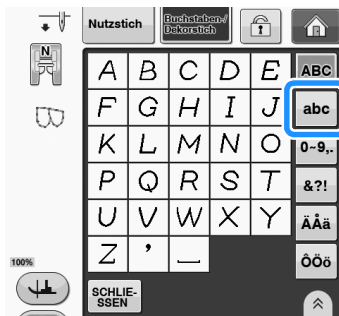 Nutzstich
Buchstaben-/
Dekorstich
N
A B C D E ABC
F G H I J abc
K L M N O 0~9,.
P Q R S T &?!
U V W X Y ÄÅä
Z ' _ ÔÖö
100%
SCHLIE-
SSEN